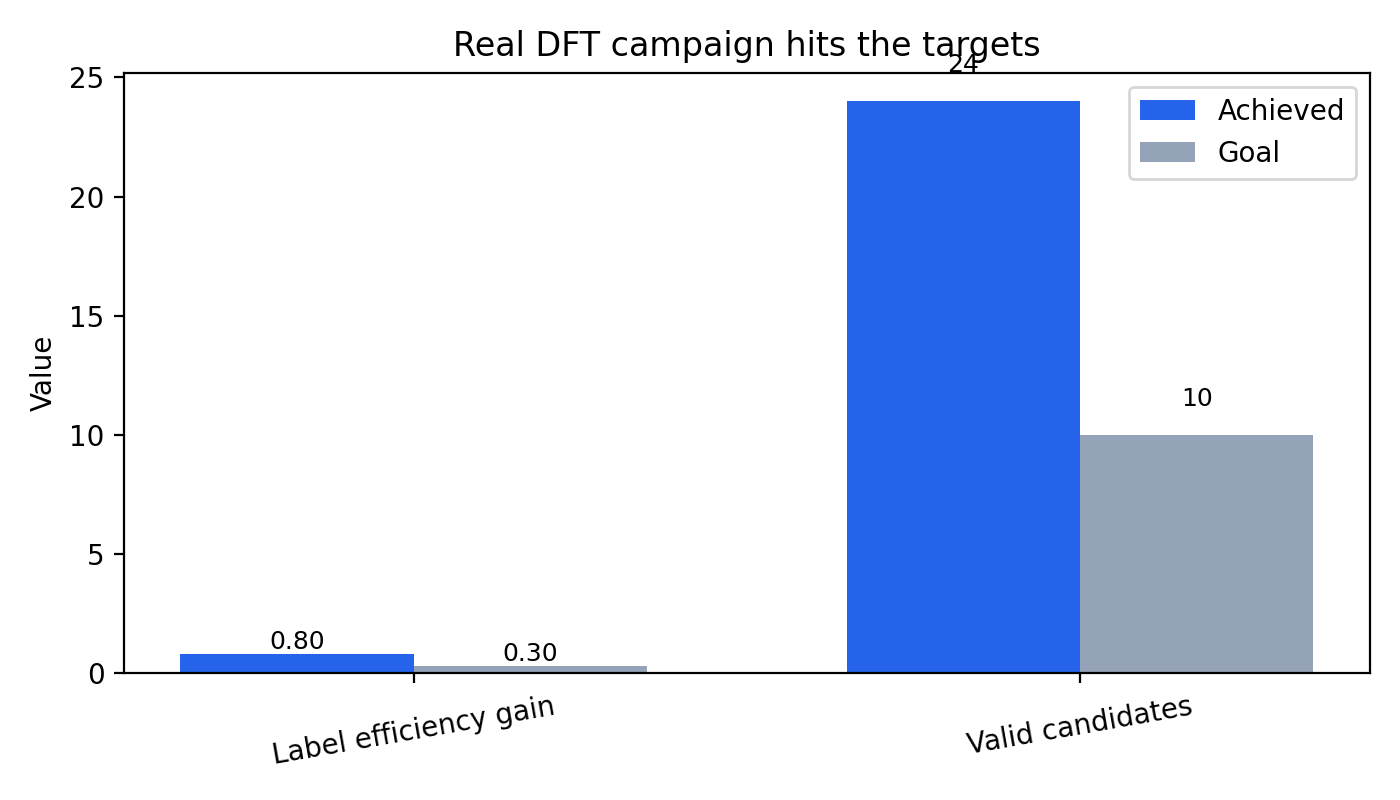 Real DFT campaign hits the targets
24
25
Achieved
Goal
20
15
Value
10
10
5
0.80
0.30
0
Label efficiency gain
Valid candidates